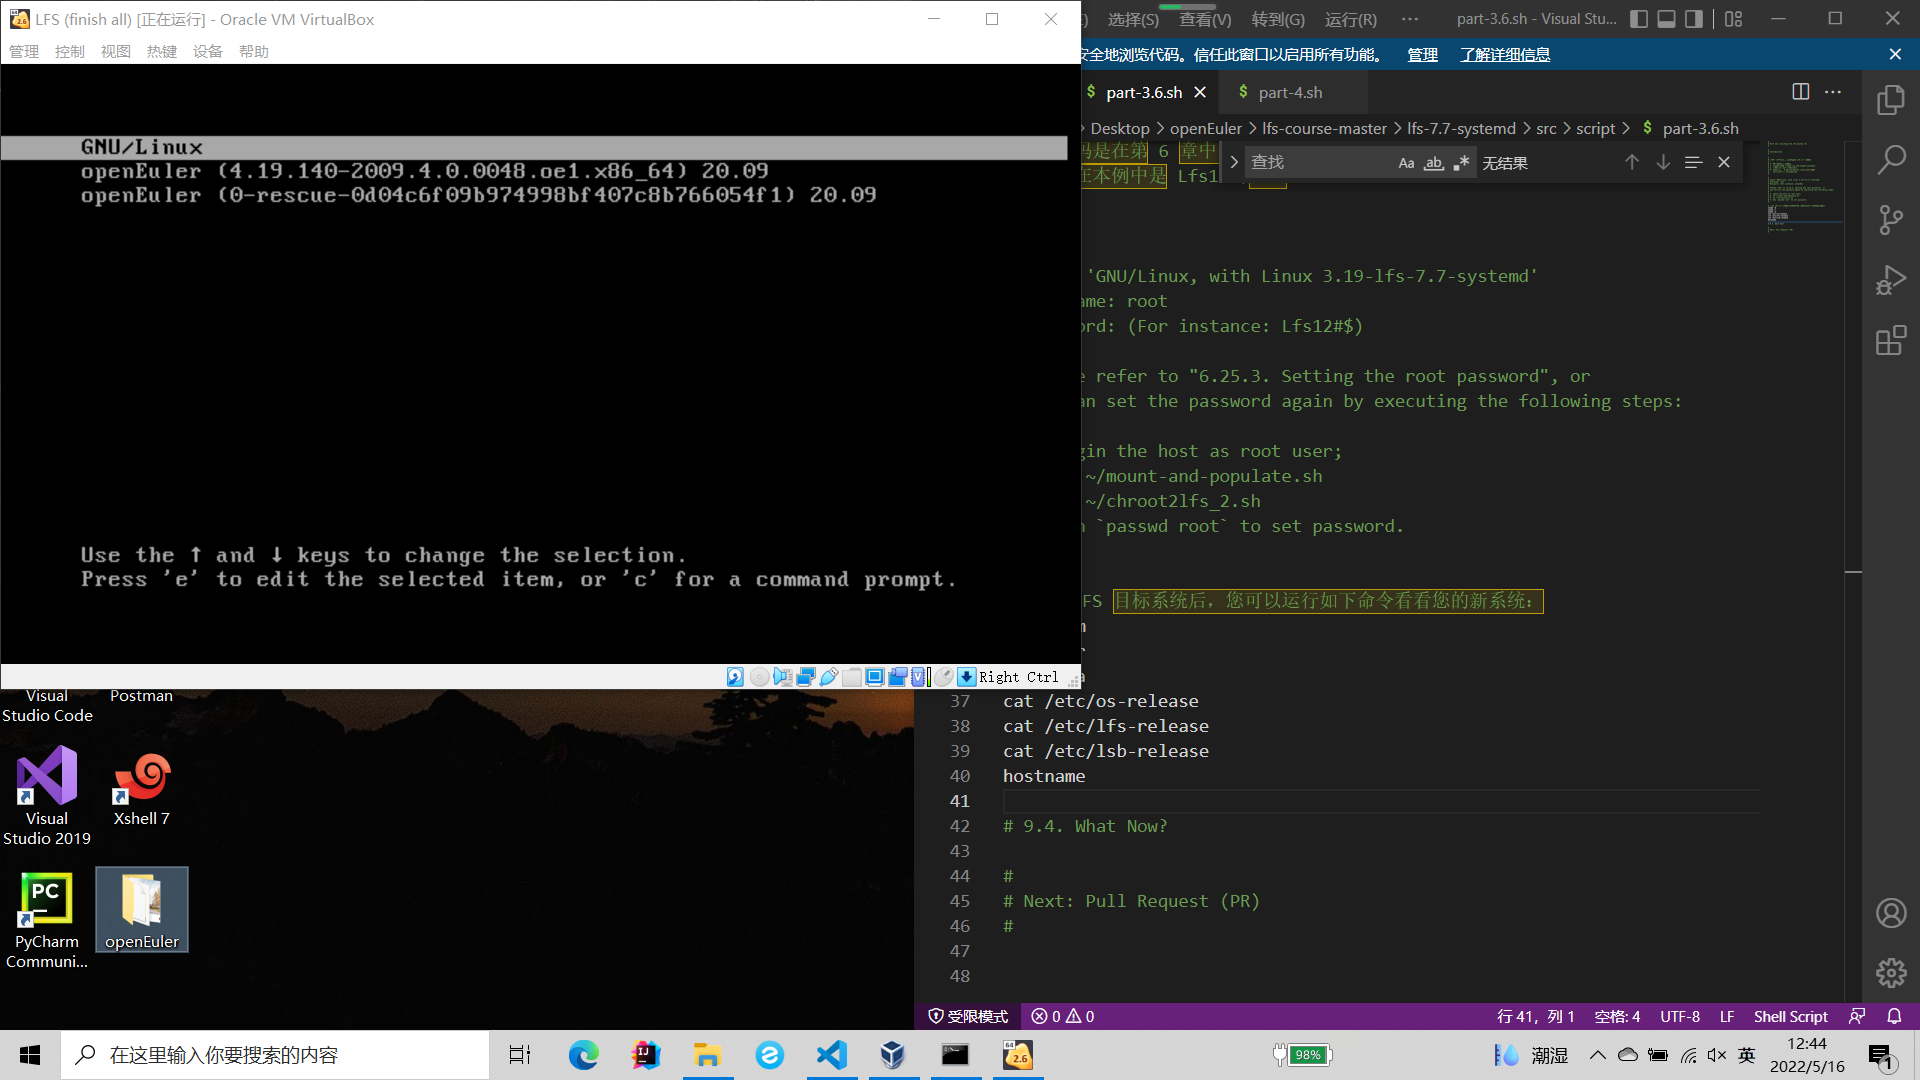 LFS (finish all) [正在运行] - Oracle VM VirtualBox
管理 控制 视图 热键 设备 帮助
GNU/Linux
openEuler (4.19.140-2009.4.0.0048.oe1.x86_64) 20.09
openEuler (0-rescue-0d04c6f09b974998bf407c8b766054f1) 20.09
Use the ↑ and ↓ keys to change the selection.
Press 'e' to edit the selected item, or 'c' for a command prompt.
Right Ctrl
选择(S) 查看(V) 转到(G) 运行(R) ··· part-3.6.sh - Visual Stu...
安全地浏览代码。信任此窗口以启用所有功能。 管理 了解详细信息
$ part-3.6.sh
$ part-4.sh
Desktop > openEuler > lfs-course-master > lfs-7.7-systemd > src > script > $ part-3.6.sh
码是在第 6 章中
查找 Aa ab .* 无结果
在本例中是 Lfs1
'GNU/Linux, with Linux 3.19-lfs-7.7-systemd'
ame: root
ord: (For instance: Lfs12#$)
e refer to "6.25.3. Setting the root password", or
an set the password again by executing the following steps:
gin the host as root user;
~/mount-and-populate.sh
~/chroot2lfs_2.sh
n `passwd root` to set password.
FS 目标系统后，您可以运行如下命令看看您的新系统：
m
r
a
37 cat /etc/os-release
38 cat /etc/lfs-release
39 cat /etc/lsb-release
40 hostname
41
42 # 9.4. What Now?
43
44 #
45 # Next: Pull Request (PR)
46 #
47
48
受限模式 0 0 行 41，列 1 空格: 4 UTF-8 LF Shell Script
Visual Studio Code
Postman
Visual Studio 2019
Xshell 7
PyCharm Communi...
openEuler
在这里输入你要搜索的内容
98%
潮湿
英
12:44
2022/5/16
1